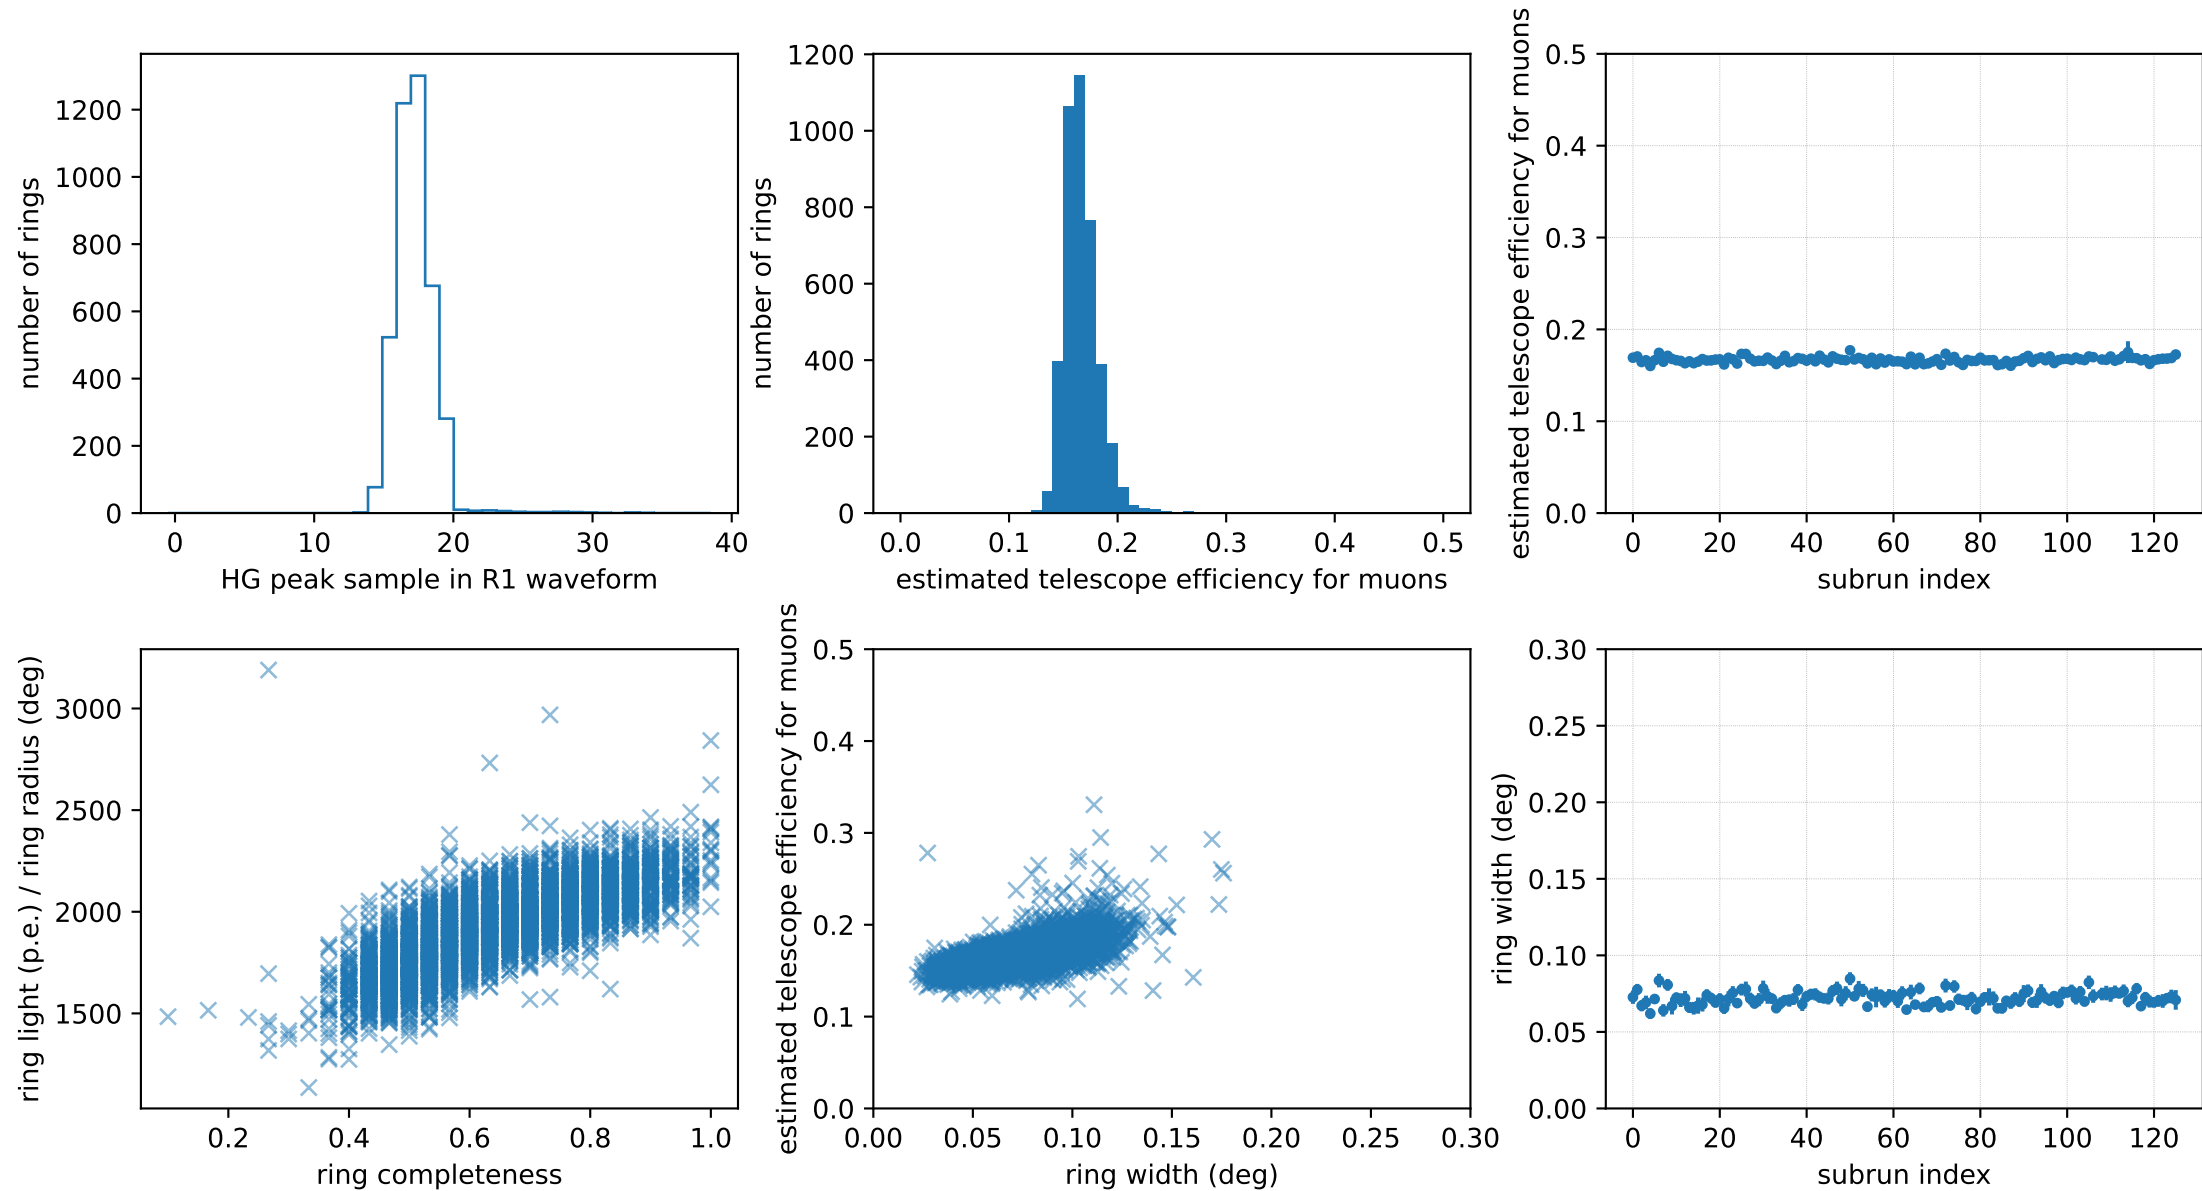 number of rings
1200
1000
800
600
400
200
0
0 10 20 30 40
HG peak sample in R1 waveform
number of rings
1200
1000
800
600
400
200
0
0.0 0.1 0.2 0.3 0.4 0.5
estimated telescope efficiency for muons
estimated telescope efficiency for muons
0.5
0.4
0.3
0.2
0.1
0.0
0 20 40 60 80 100 120
subrun index
ring light (p.e.) / ring radius (deg)
3000
2500
2000
1500
0.2 0.4 0.6 0.8 1.0
ring completeness
estimated telescope efficiency for muons
0.5
0.4
0.3
0.2
0.1
0.0
0.00 0.05 0.10 0.15 0.20 0.25 0.30
ring width (deg)
ring width (deg)
0.30
0.25
0.20
0.15
0.10
0.05
0.00
0 20 40 60 80 100 120
subrun index